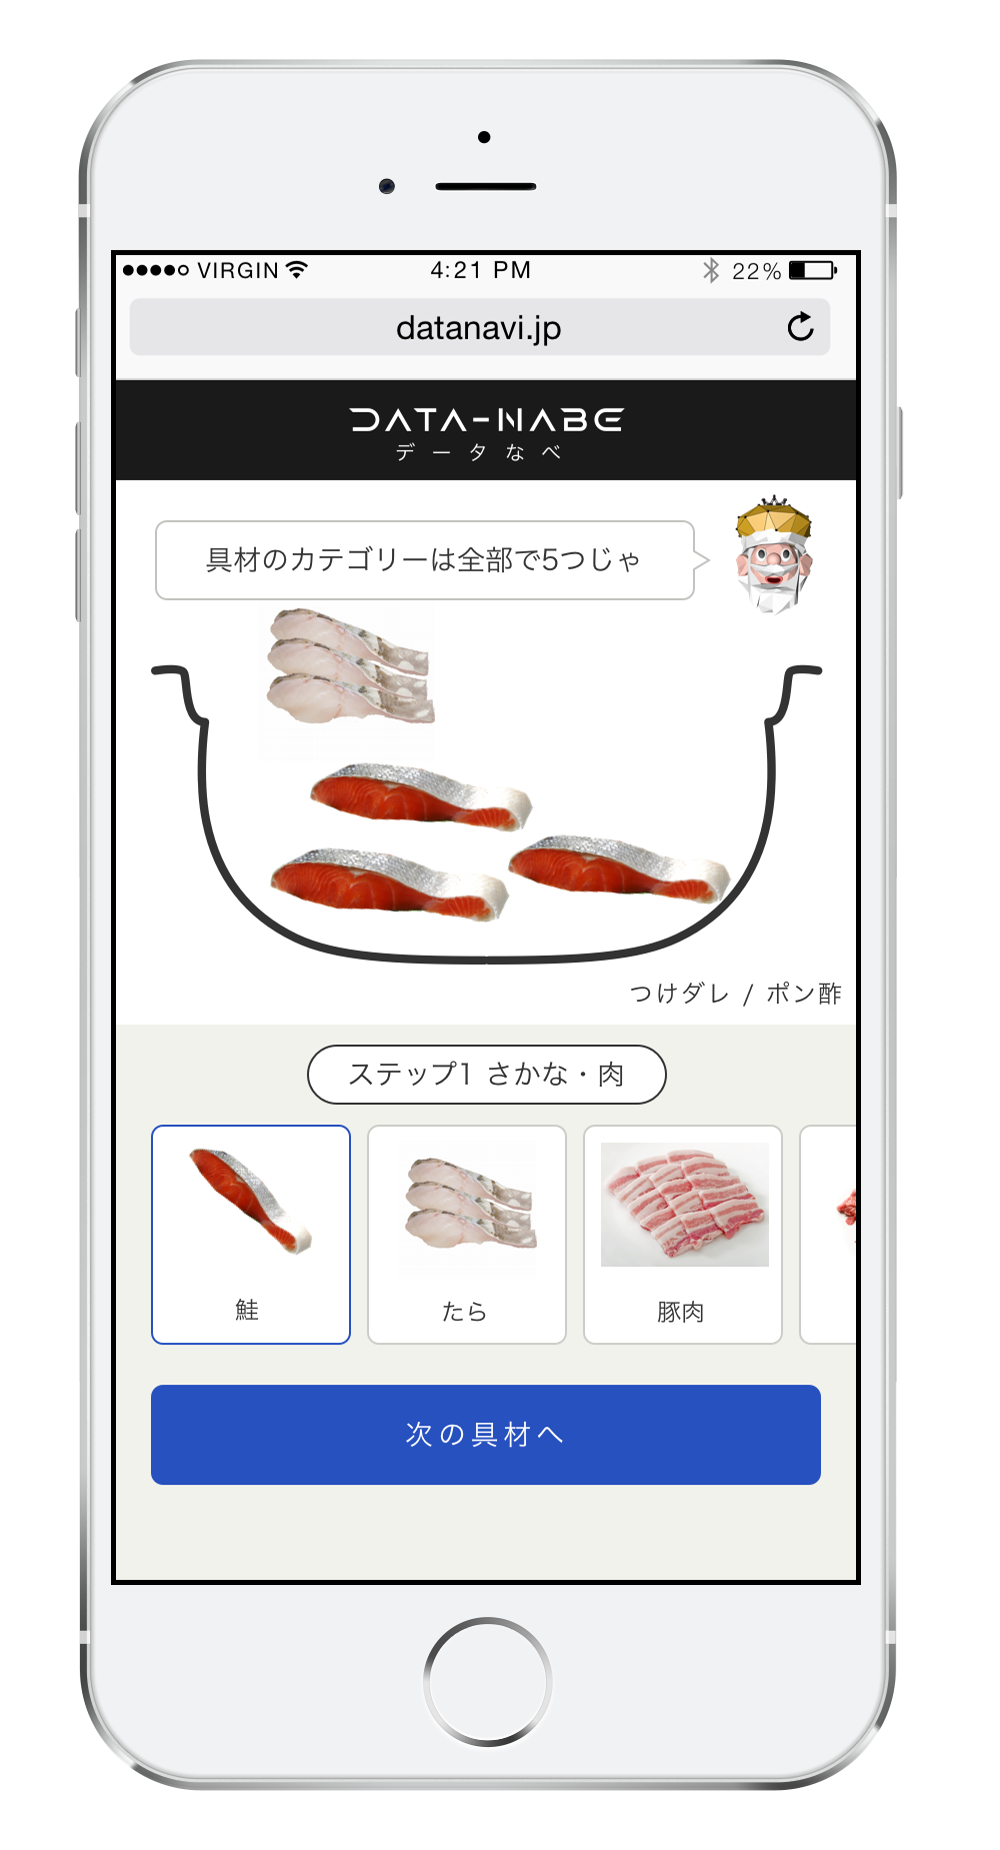 VIRGIN 4:21 PM 22%
datanavi.jp
DATA-NABE
データなべ
具材のカテゴリーは全部で5つじゃ
つけダレ / ポン酢
ステップ1 さかな・肉
鮭 たら 豚肉
次の具材へ